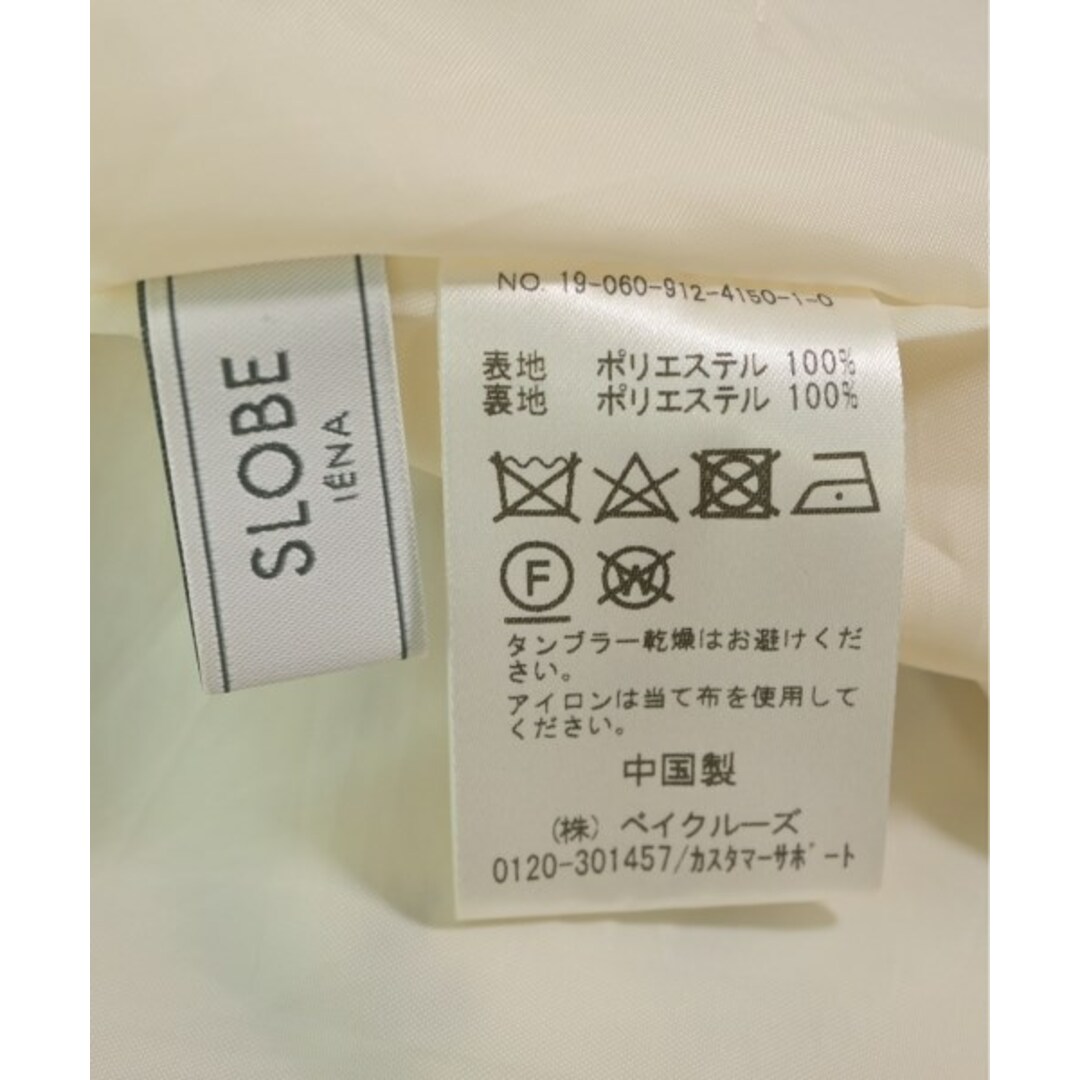 SLOBE
IÉNA
NO. 19-060-912-4150-1-0
表地 ポリエステル 100%
裏地 ポリエステル 100%
F
W
タンブラー乾燥はお避けくだ
さい。
アイロンは当て布を使用して
ください。
中国製
(株) ベイクルーズ
0120-301457/カスタマーサポート